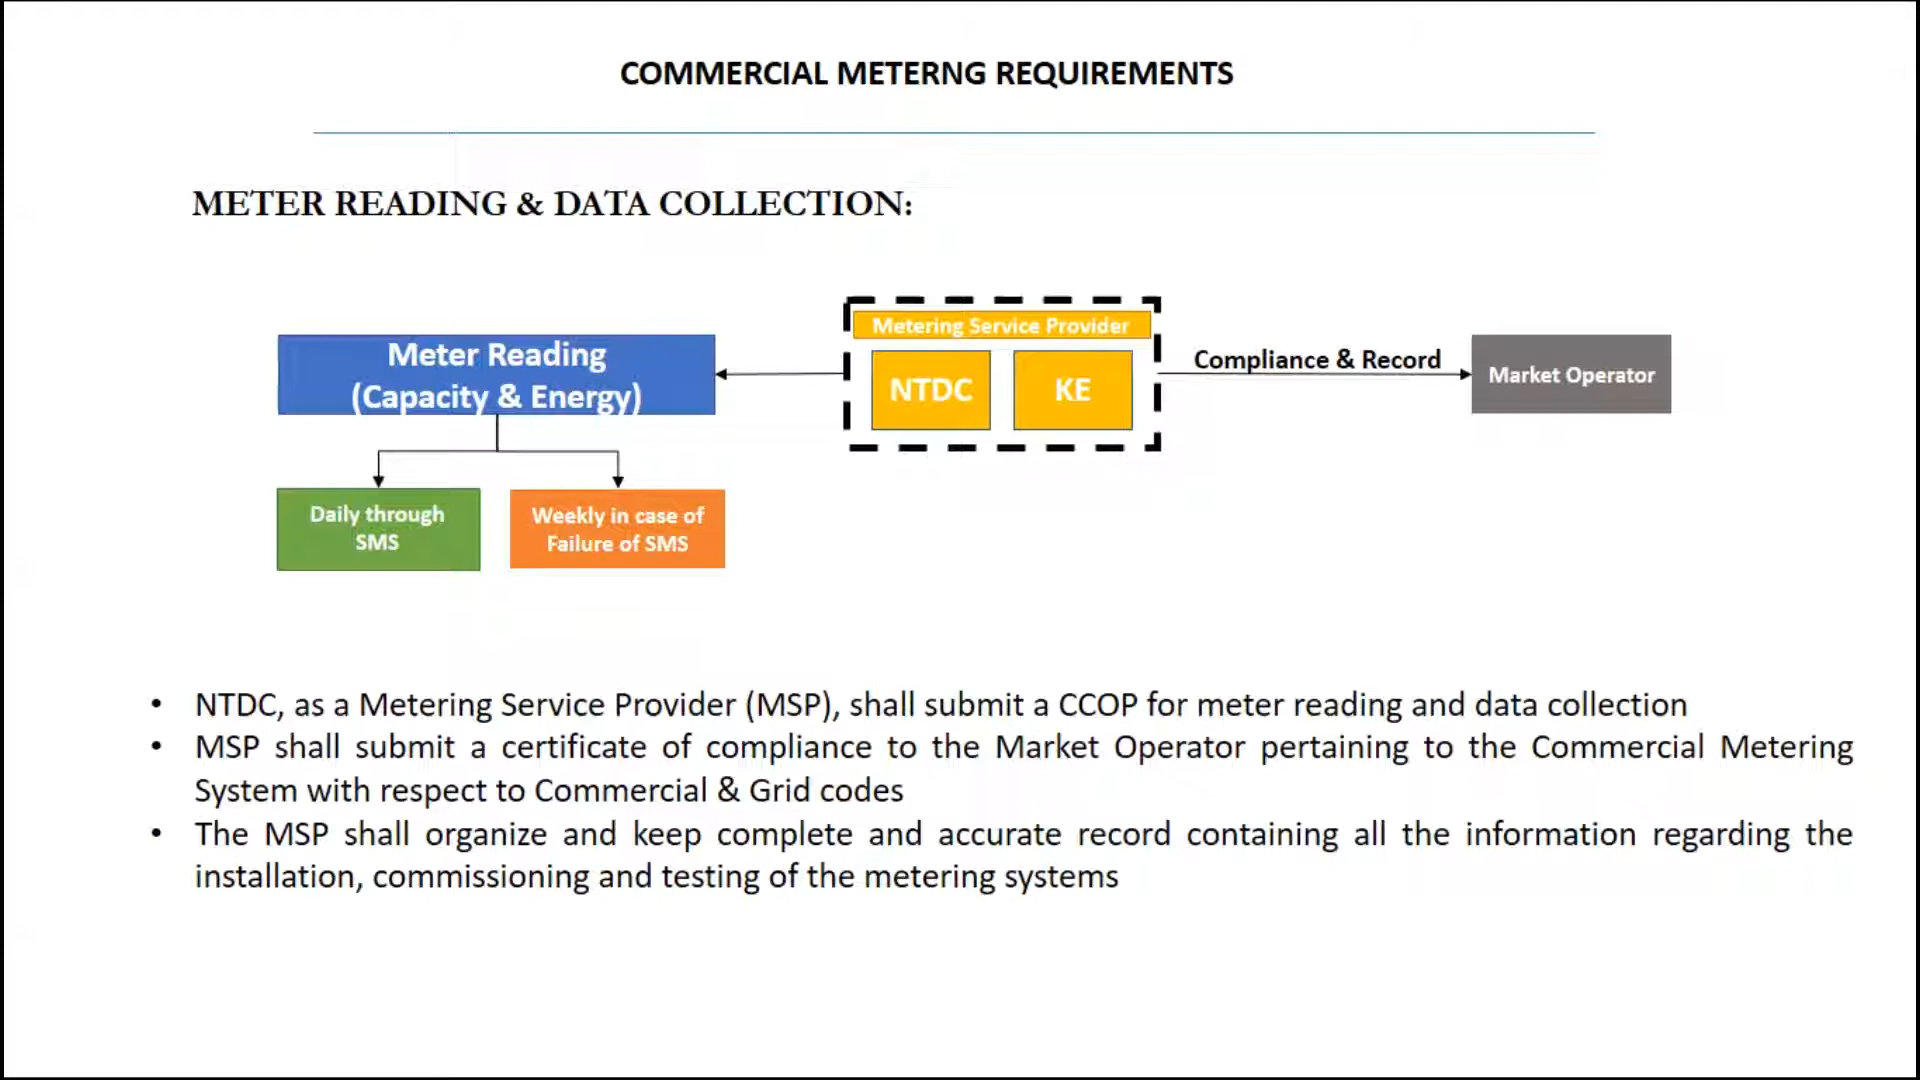 COMMERCIAL METERNG REQUIREMENTS
METER READING & DATA COLLECTION:
Meter Reading
(Capacity & Energy)
Metering Service Provider
NTDC
KE
Compliance & Record
Market Operator
Daily through
SMS
Weekly in case of
Failure of SMS
• NTDC, as a Metering Service Provider (MSP), shall submit a CCOP for meter reading and data collection
• MSP shall submit a certificate of compliance to the Market Operator pertaining to the Commercial Metering
System with respect to Commercial & Grid codes
• The MSP shall organize and keep complete and accurate record containing all the information regarding the
installation, commissioning and testing of the metering systems